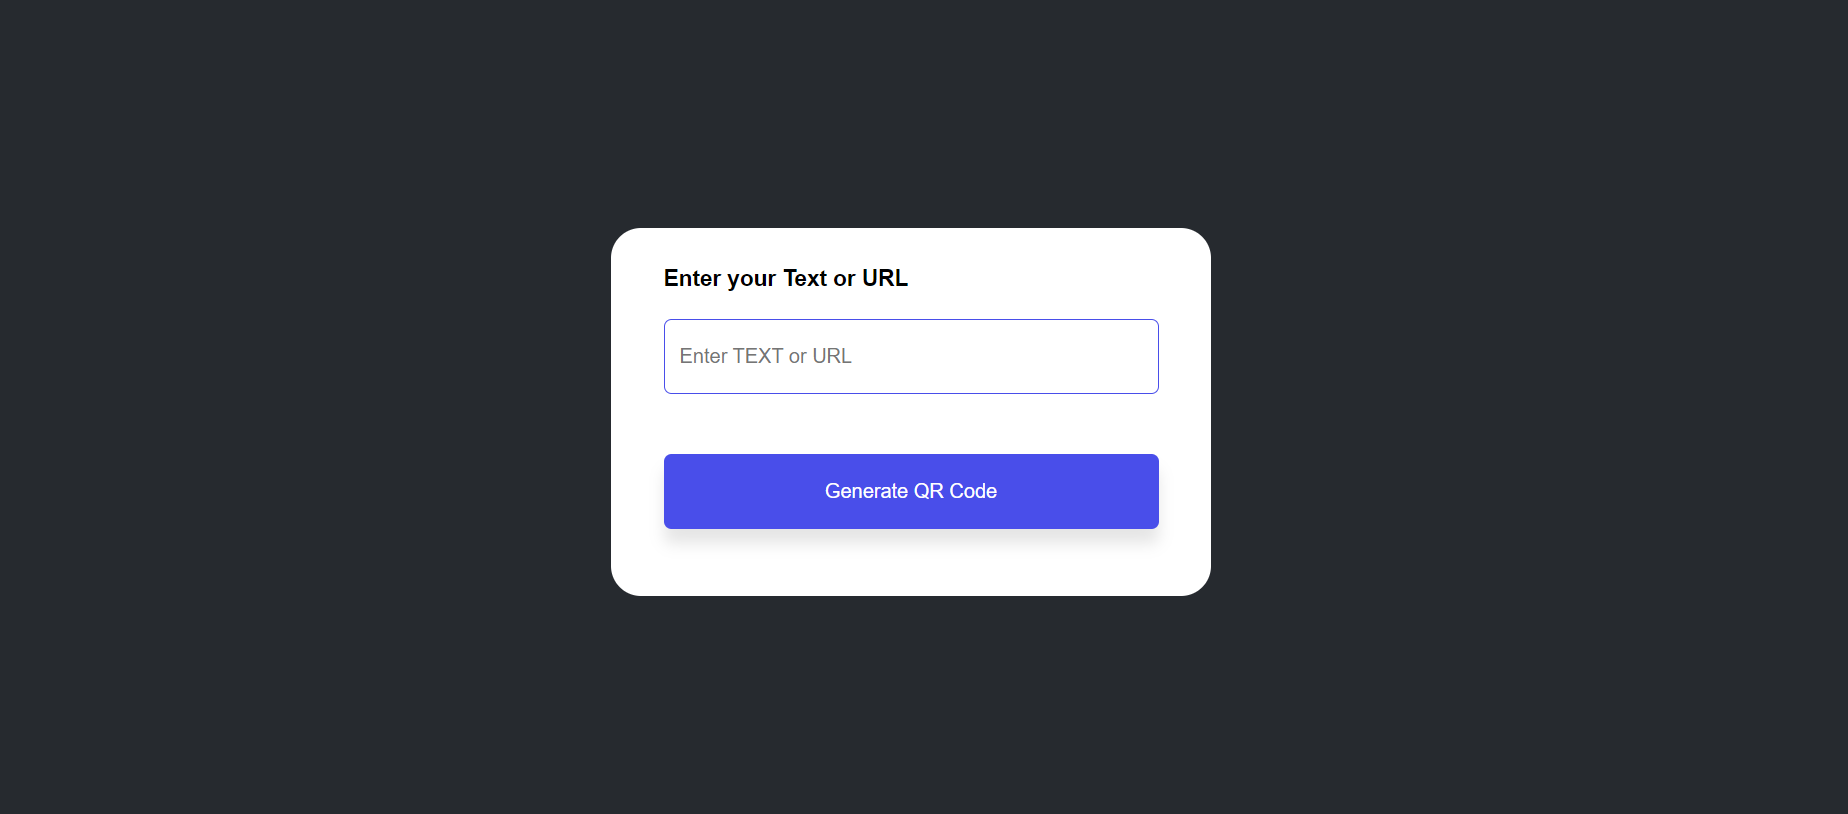 Enter your Text or URL
Enter TEXT or URL
Generate QR Code